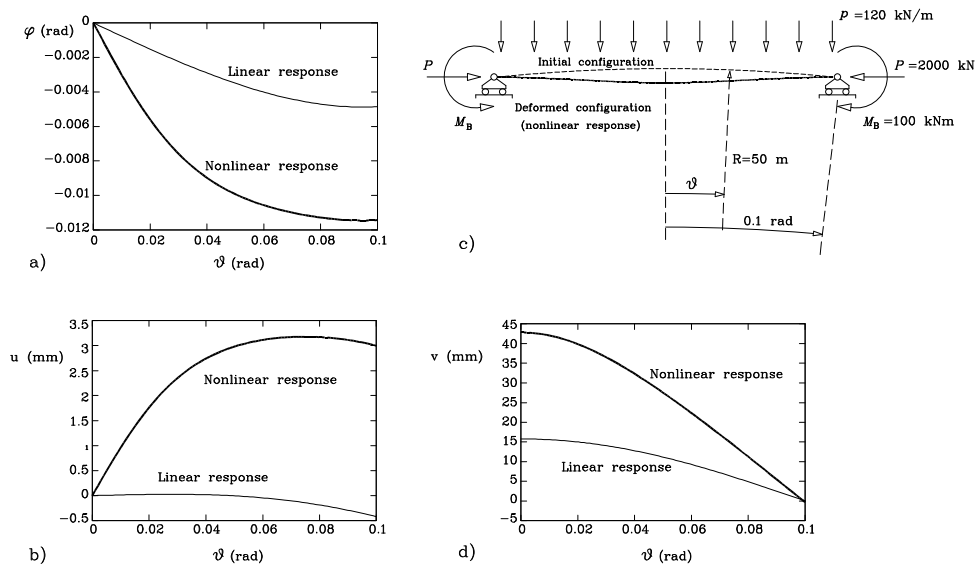 φ (rad)
0
−0.002
−0.004
−0.006
−0.008
−0.01
−0.012
Linear response
Nonlinear response
0 0.02 0.04 0.06 0.08 0.1
ϑ (rad)
a)
p =120 kN/m
Initial configuration
P
P =2000 kN
Deformed configuration
(nonlinear response)
M_B
M_B =100 kNm
R=50 m
ϑ
0.1 rad
c)
u (mm)
3.5
3
2.5
2
1.5
1
0.5
0
−0.5
Nonlinear response
Linear response
0 0.02 0.04 0.06 0.08 0.1
ϑ (rad)
b)
v (mm)
45
40
35
30
25
20
15
10
5
0
−5
Nonlinear response
Linear response
0 0.02 0.04 0.06 0.08 0.1
ϑ (rad)
d)